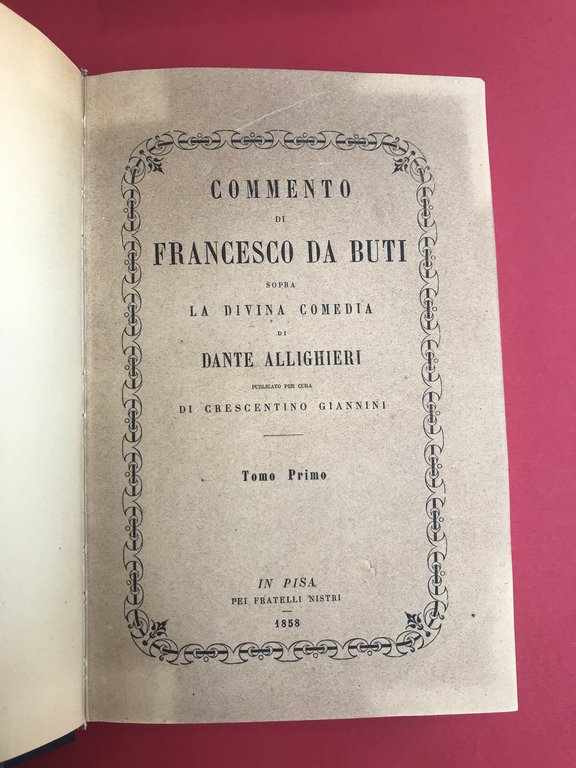 COMMENTO
DI
FRANCESCO DA BUTI
SOPRA
LA DIVINA COMEDIA
DI
DANTE ALLIGHIERI
PUBLICATO PER CURA
DI CRESCENTINO GIANNINI
Tomo Primo
IN PISA
PEI FRATELLI NISTRI
1858